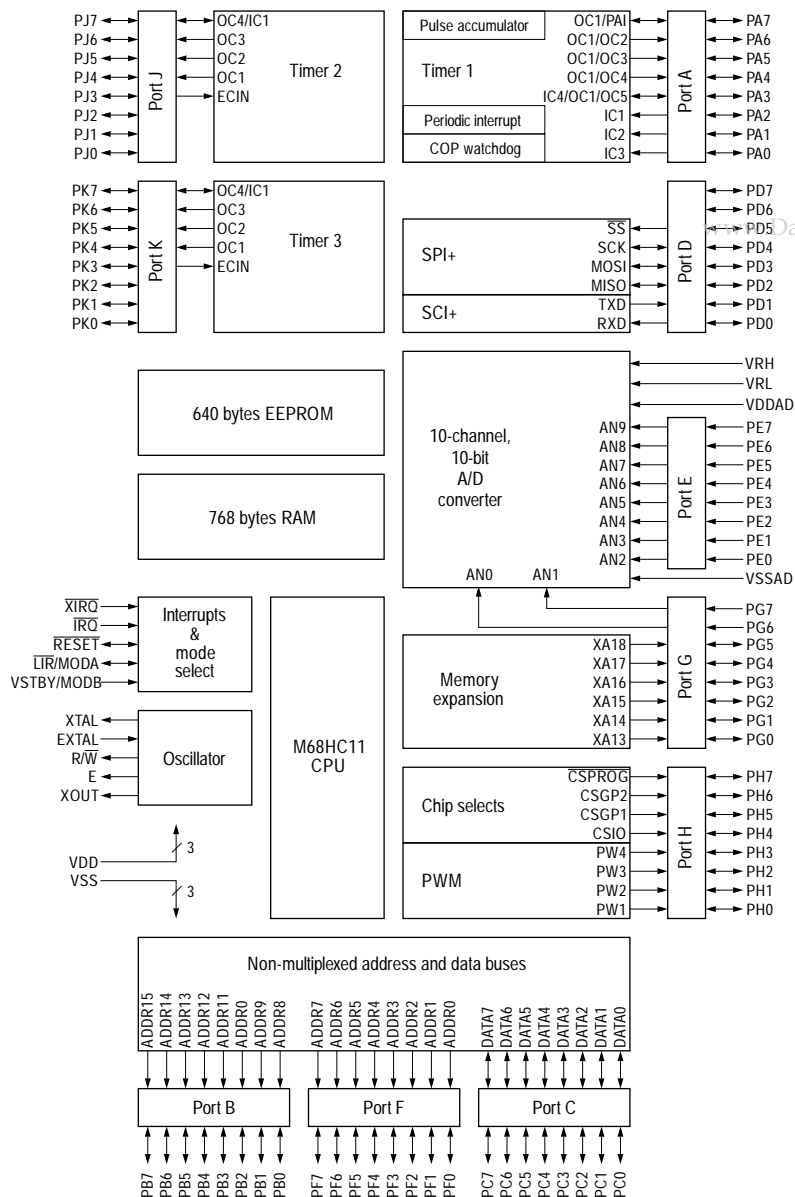 PJ7 OC4/IC1
PJ6 OC3
PJ5 OC2
PJ4 OC1
PJ3 ECIN
PJ2
PJ1
PJ0
Port J
Timer 2
Pulse accumulator
Timer 1
Periodic interrupt
COP watchdog
OC1/PAI PA7
OC1/OC2 PA6
OC1/OC3 PA5
OC1/OC4 PA4
IC4/OC1/OC5 PA3
IC1 PA2
IC2 PA1
IC3 PA0
Port A
PK7 OC4/IC1
PK6 OC3
PK5 OC2
PK4 OC1
PK3 ECIN
PK2
PK1
PK0
Port K
Timer 3
SPI+
SCI+
PD7
PD6
SS PD5
SCK PD4
MOSI PD3
MISO PD2
TXD PD1
RXD PD0
Port D
www.Da
640 bytes EEPROM
768 bytes RAM
10-channel,
10-bit
A/D
converter
VRH
VRL
VDDAD
AN9 PE7
AN8 PE6
AN7 PE5
AN6 PE4
AN5 PE3
AN4 PE2
AN3 PE1
AN2 PE0
Port E
VSSAD
AN0 AN1
XIRQ
IRQ
RESET
LIR/MODA
VSTBY/MODB
Interrupts
&
mode
select
XTAL
EXTAL
R/W
E
XOUT
Oscillator
VDD 3
VSS 3
M68HC11
CPU
Memory
expansion
PG7
PG6
XA18 PG5
XA17 PG4
XA16 PG3
XA15 PG2
XA14 PG1
XA13 PG0
Port G
Chip selects
PWM
CSPROG PH7
CSGP2 PH6
CSGP1 PH5
CSIO PH4
PW4 PH3
PW3 PH2
PW2 PH1
PW1 PH0
Port H
Non-multiplexed address and data buses
ADDR15 ADDR14 ADDR13 ADDR12 ADDR11 ADDR0 ADDR9 ADDR8
ADDR7 ADDR6 ADDR5 ADDR4 ADDR3 ADDR2 ADDR1 ADDR0
DATA7 DATA6 DATA5 DATA4 DATA3 DATA2 DATA1 DATA0
Port B Port F Port C
PB7 PB6 PB5 PB4 PB3 PB2 PB1 PB0
PF7 PF6 PF5 PF4 PF3 PF2 PF1 PF0
PC7 PC6 PC5 PC4 PC3 PC2 PC1 PC0